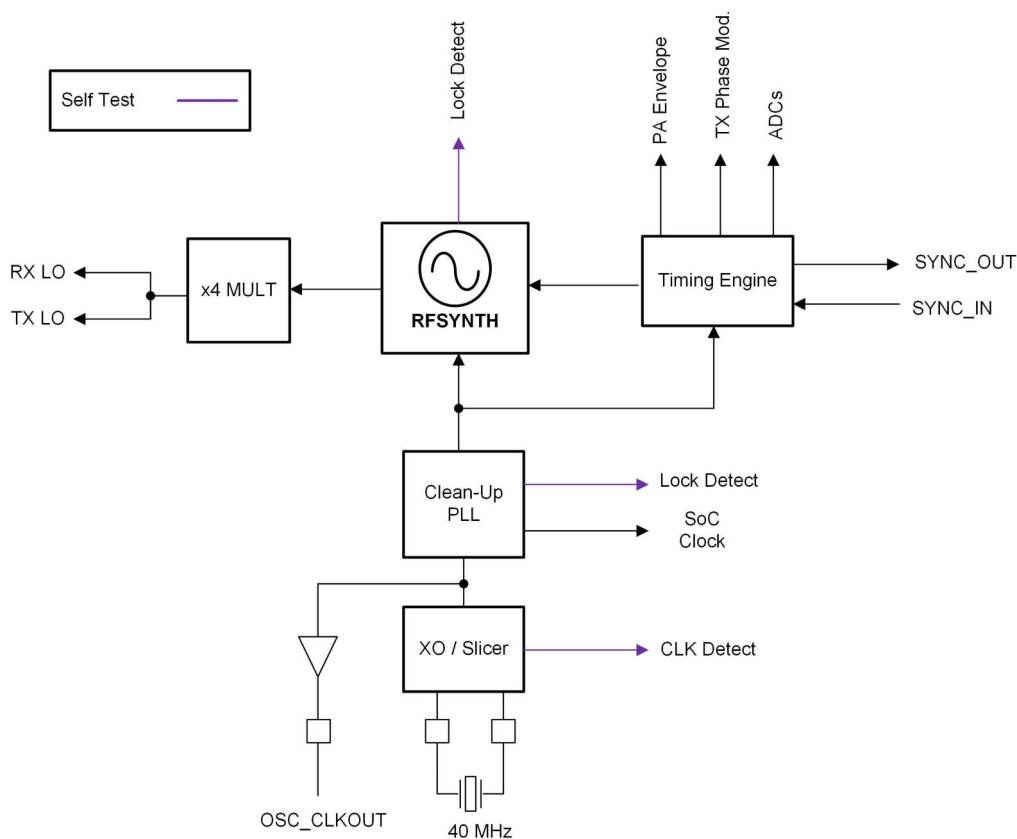 Self Test
Lock Detect
PA Envelope
TX Phase Mod.
ADCs
RX LO
TX LO
x4 MULT
RFSYNTH
Timing Engine
SYNC_OUT
SYNC_IN
Clean-Up
PLL
Lock Detect
SoC
Clock
XO / Slicer
CLK Detect
OSC_CLKOUT
40 MHz